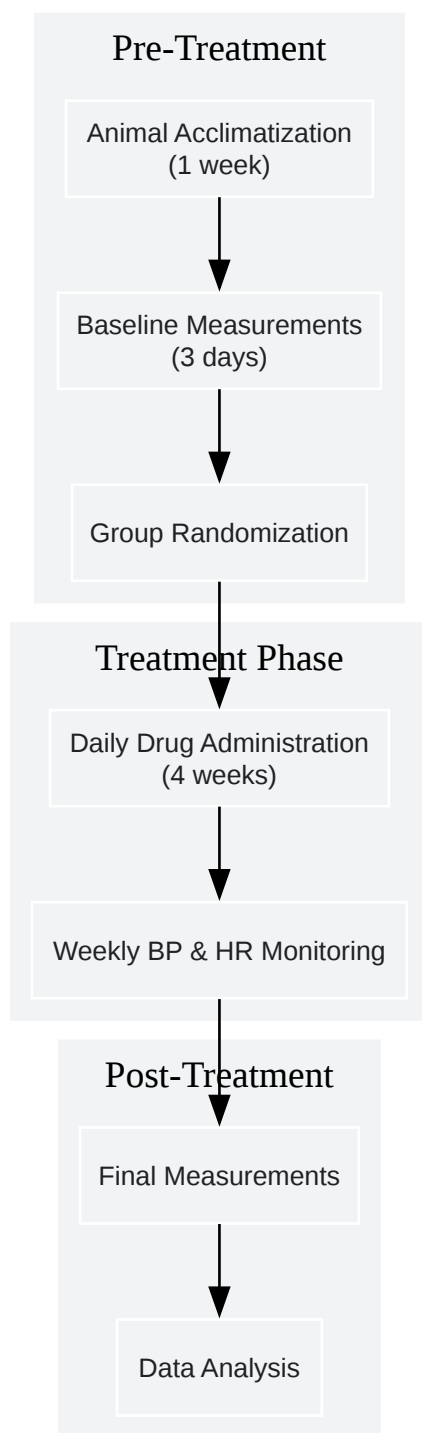 Pre-Treatment
Animal Acclimatization
(1 week)
Baseline Measurements
(3 days)
Group Randomization
Treatment Phase
Daily Drug Administration
(4 weeks)
Weekly BP & HR Monitoring
Post-Treatment
Final Measurements
Data Analysis